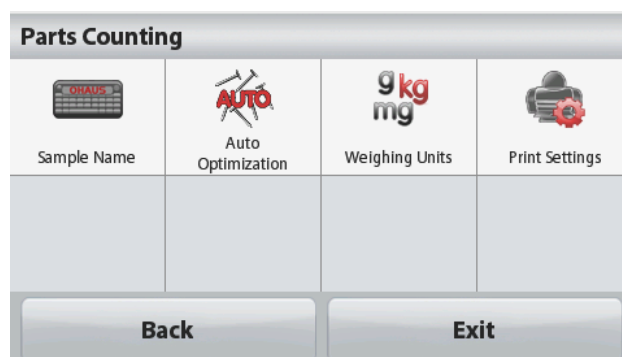 Parts Counting
OHAUS
AUTO
g kg
mg
Sample Name
Auto
Optimization
Weighing Units
Print Settings
Back
Exit